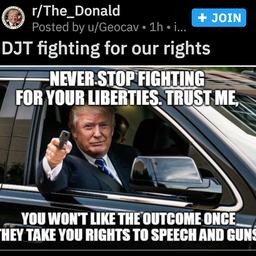 r/The_Donald
+ JOIN
Posted by u/Geocav • 1h • i...
DJT fighting for our rights
NEVER STOP FIGHTING
FOR YOUR LIBERTIES. TRUST ME,
YOU WON'T LIKE THE OUTCOME ONCE
THEY TAKE YOU RIGHTS TO SPEECH AND GUNS